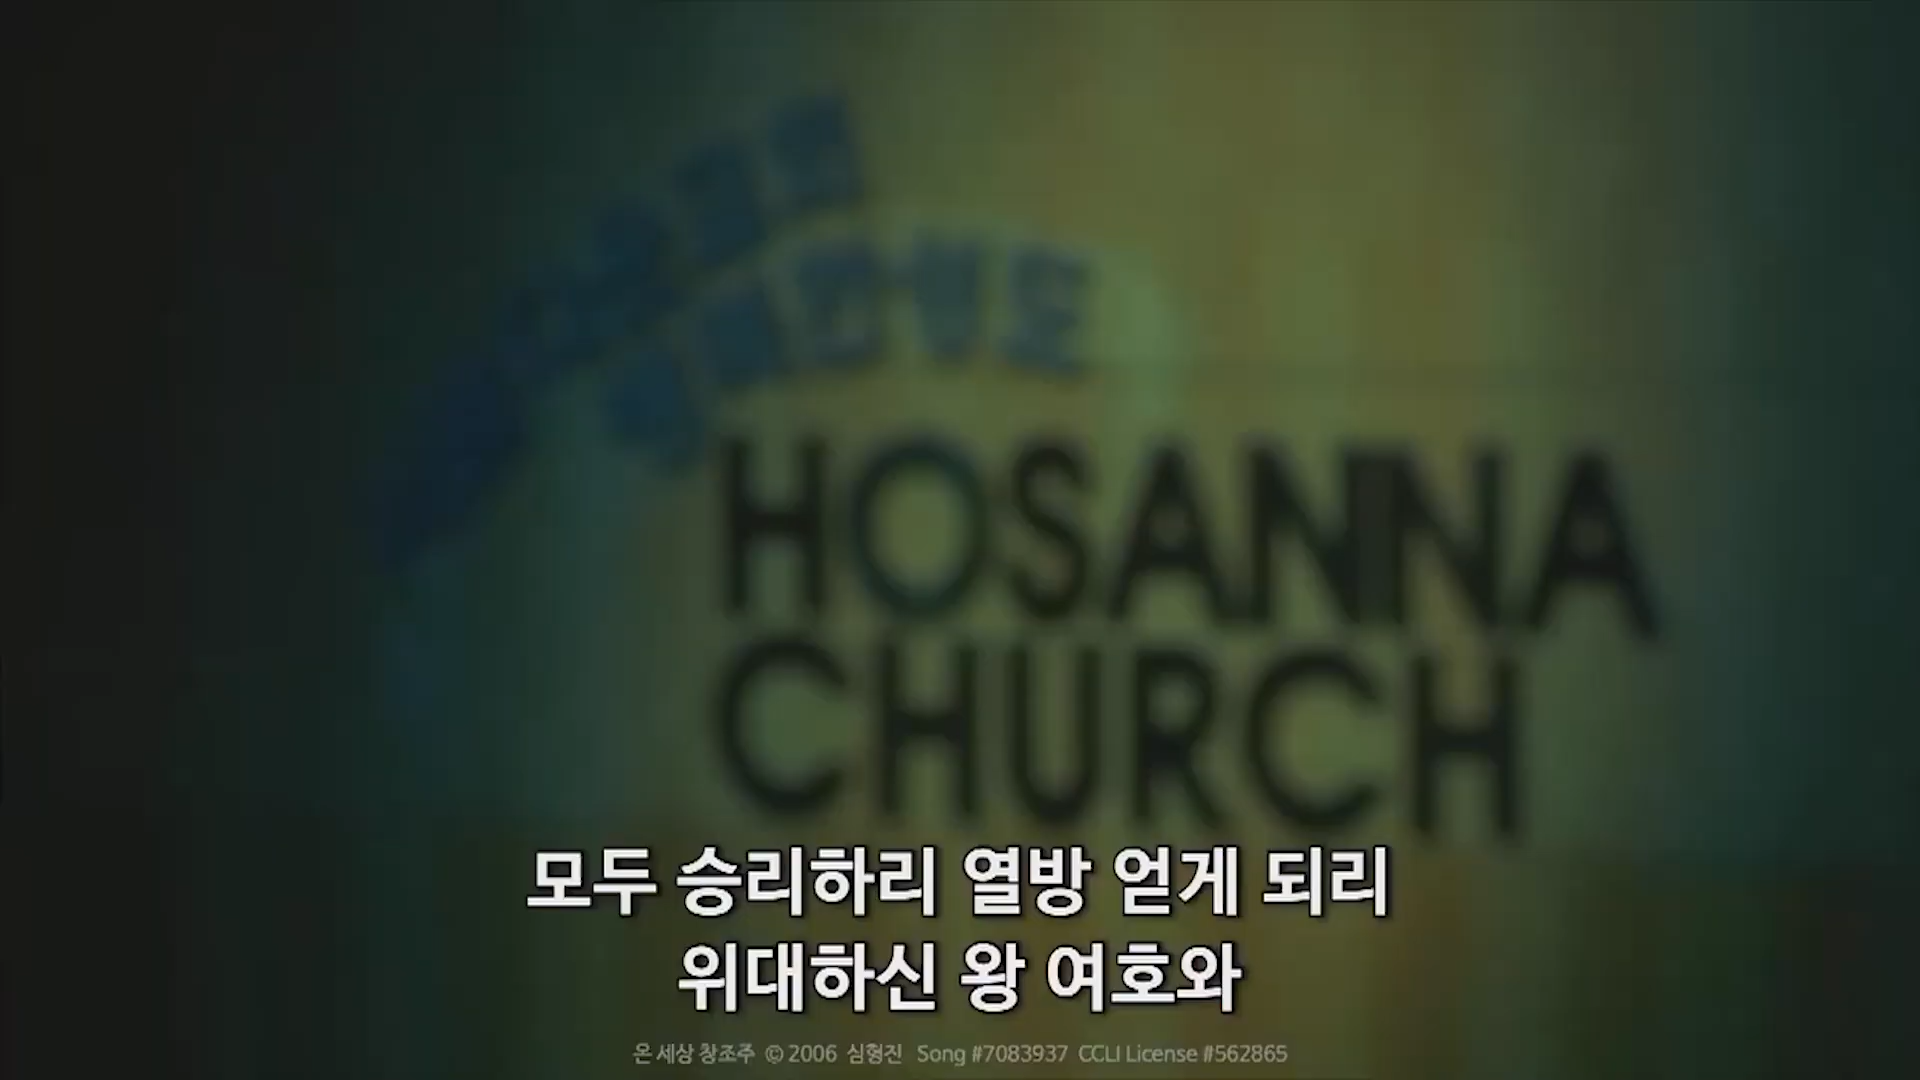 HOSANNA
CHURCH
모두 승리하리 열방 얻게 되리
위대하신 왕 여호와
온 세상 창조주 © 2006 심형진 Song #7083937 CCLI License #562865